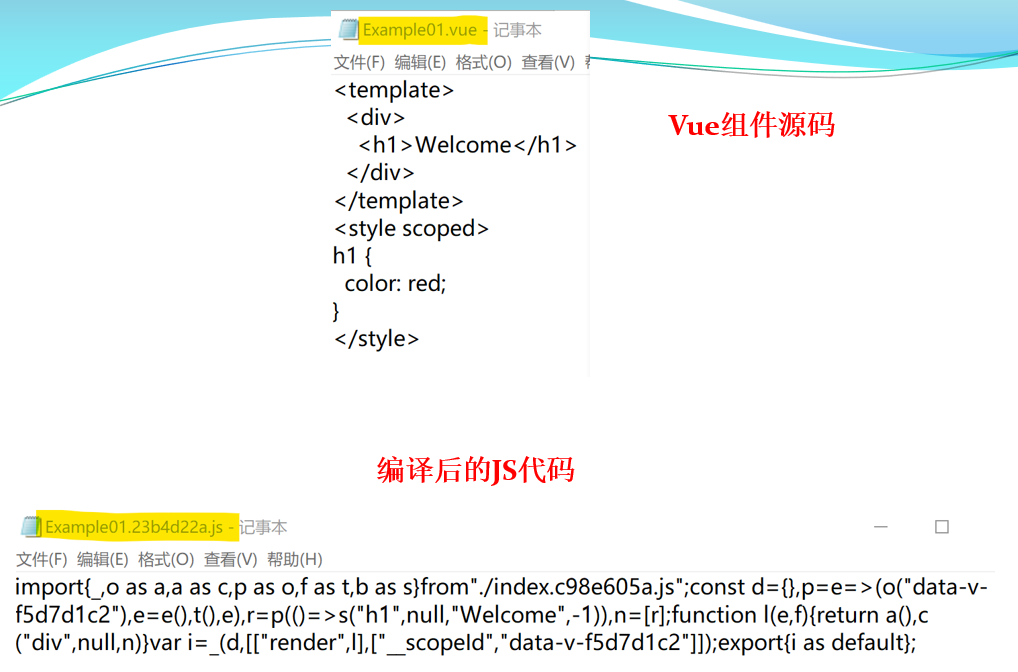 Example01.vue - 记事本
文件(F) 编辑(E) 格式(O) 查看(V)
<template>
  <div>
    <h1>Welcome</h1>
  </div>
</template>
<style scoped>
h1 {
  color: red;
}
</style>
Vue组件源码
编译后的JS代码
Example01.23b4d22a.js - 记事本
文件(F) 编辑(E) 格式(O) 查看(V) 帮助(H)
import{_,o as a,a as c,p as o,f as t,b as s}from"./index.c98e605a.js";const d={},p=e=>(o("data-v-
f5d7d1c2"),e=e(),t(),e),r=p(()=>s("h1",null,"Welcome",-1)),n=[r];function l(e,f){return a(),c
("div",null,n)}var i=_(d,[["render",l],["__scopeId","data-v-f5d7d1c2"]]);export{i as default};